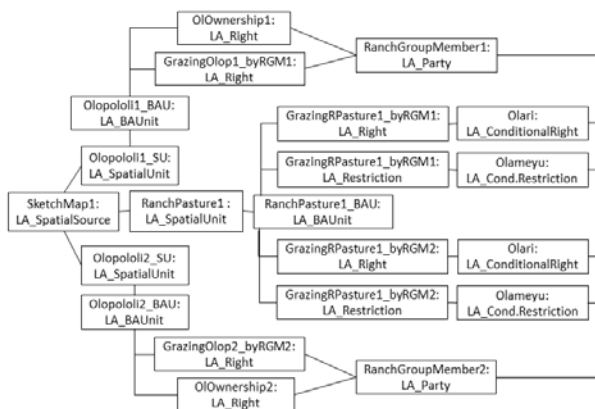 OlOwnership1:
LA_Right
GrazingOlop1_byRGM1:
LA_Right
RanchGroupMember1:
LA_Party
Olopololi1_BAU:
LA_BAUnit
GrazingRPasture1_byRGM1:
LA_Right
Olari:
LA_ConditionalRight
Olopololi1_SU:
LA_SpatialUnit
GrazingRPasture1_byRGM1:
LA_Restriction
Olameyu:
LA_Cond.Restriction
SketchMap1:
LA_SpatialSource
RanchPasture1 :
LA_SpatialUnit
RanchPasture1_BAU:
LA_BAUnit
Olopololi2_SU:
LA_SpatialUnit
GrazingRPasture1_byRGM2:
LA_Right
Olari:
LA_ConditionalRight
Olopololi2_BAU:
LA_BAUnit
GrazingRPasture1_byRGM2:
LA_Restriction
Olameyu:
LA_Cond.Restriction
GrazingOlop2_byRGM2:
LA_Right
RanchGroupMember2:
LA_Party
OlOwnership2:
LA_Right